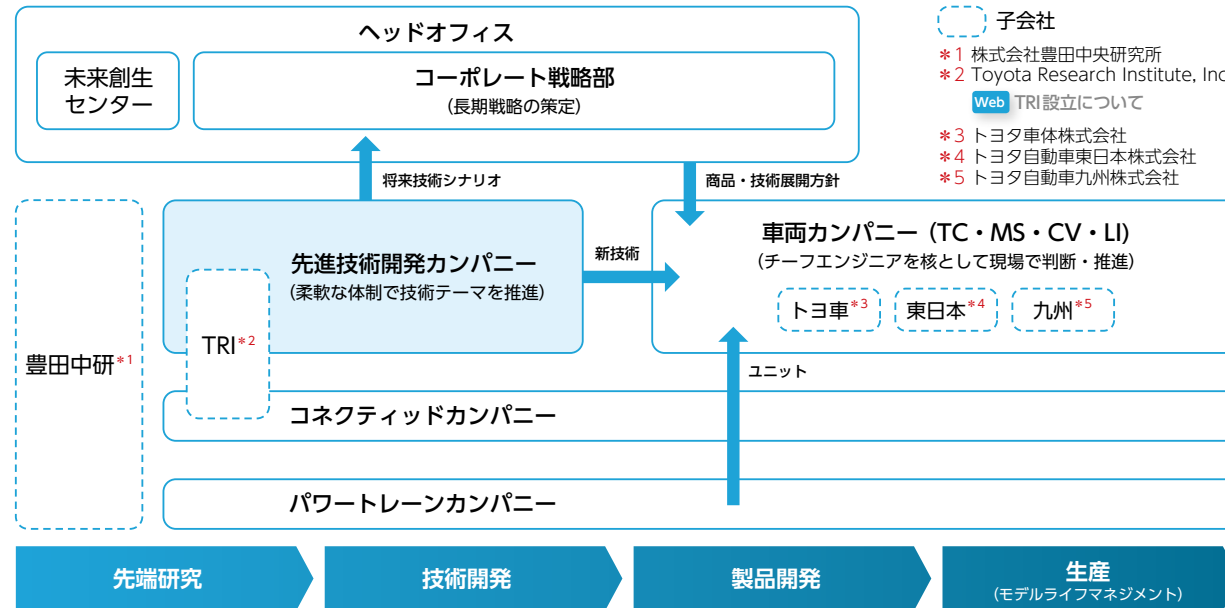 ヘッドオフィス
未来創生
センター
コーポレート戦略部
(長期戦略の策定)
子会社
*1 株式会社豊田中央研究所
*2 Toyota Research Institute, Inc
Web TRI設立について
*3 トヨタ車体株式会社
*4 トヨタ自動車東日本株式会社
*5 トヨタ自動車九州株式会社
将来技術シナリオ
商品・技術展開方針
豊田中研*1
先進技術開発カンパニー
(柔軟な体制で技術テーマを推進)
TRI*2
新技術
車両カンパニー(TC・MS・CV・LI)
(チーフエンジニアを核として現場で判断・推進)
トヨ車*3
東日本*4
九州*5
ユニット
コネクティッドカンパニー
パワートレーンカンパニー
先端研究
技術開発
製品開発
生産
(モデルライフマネジメント)